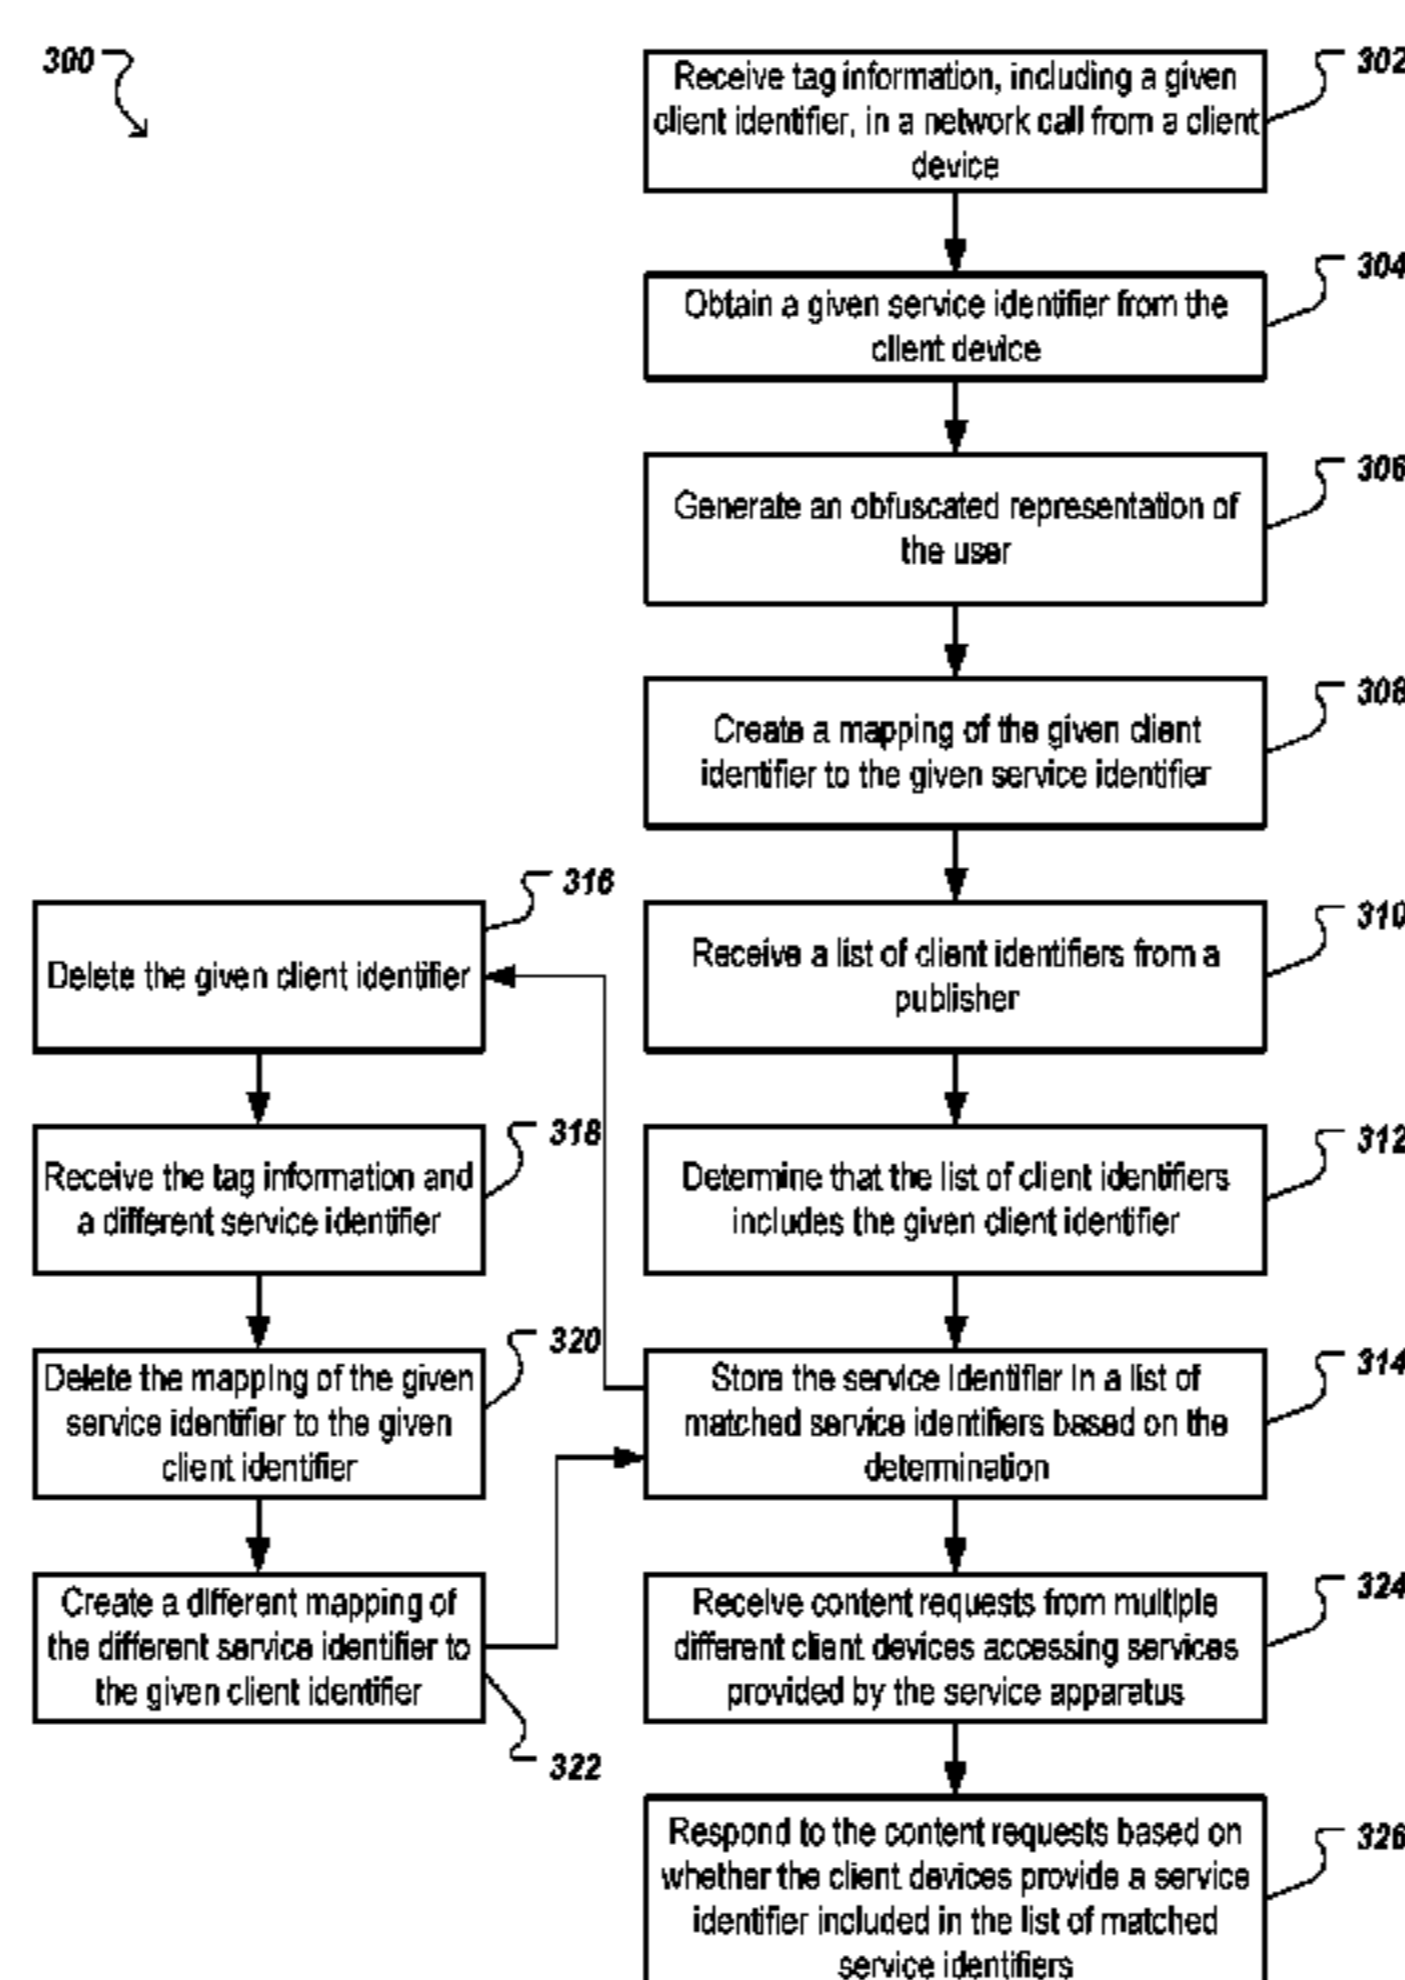 300
302
Receive tag information, including a given
client identifier, in a network call from a client
device
304
Obtain a given service identifier from the
client device
306
Generate an obfuscated representation of
the user
308
Create a mapping of the given client
identifier to the given service identifier
310
Receive a list of client identifiers from a
publisher
312
Determine that the list of client identifiers
includes the given client identifier
314
Store the service identifier in a list of
matched service identifiers based on the
determination
316
Delete the given client identifier
318
Receive the tag information and
a different service identifier
320
Delete the mapping of the given
service identifier to the given
client identifier
Create a different mapping of
the different service identifier to
the given client identifier
322
324
Receive content requests from multiple
different client devices accessing services
provided by the service apparatus
326
Respond to the content requests based on
whether the client devices provide a service
identifier included in the list of matched
service identifiers